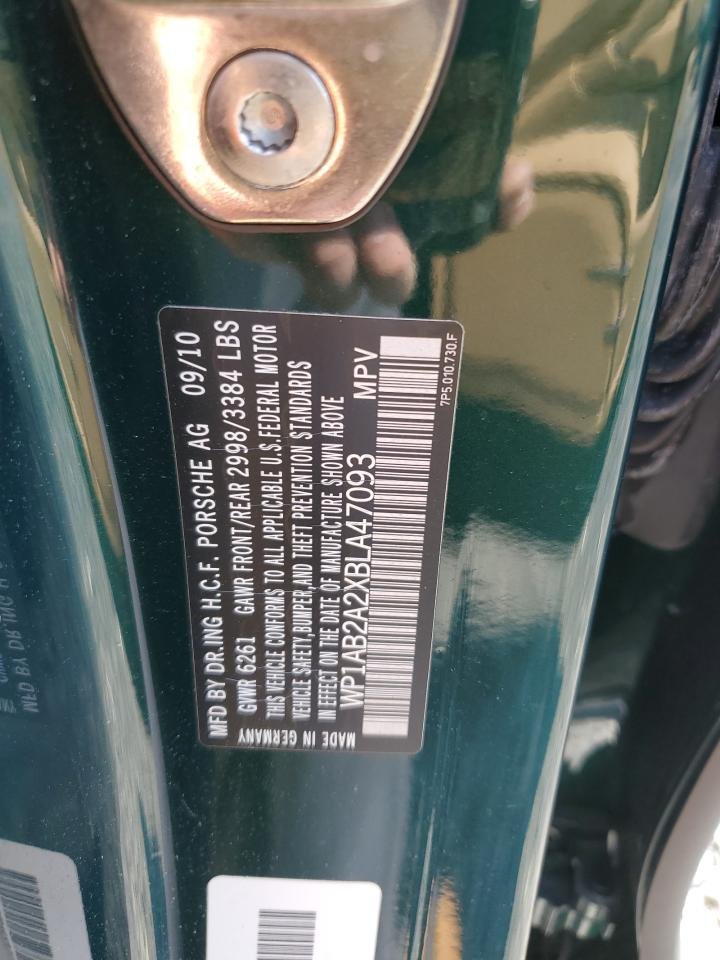 MFD BY DR.ING H.C.F. PORSCHE AG 09/10
GVWR 6261 GAWR FRONT/REAR 2998/3384 LBS
THIS VEHICLE CONFORMS TO ALL APPLICABLE U.S.FEDERAL MOTOR
VEHICLE SAFETY,BUMPER,AND THEFT PREVENTION STANDARDS
IN EFFECT ON THE DATE OF MANUFACTURE SHOWN ABOVE
WP1AB2A2XBLA47093 MPV
MADE IN GERMANY
7P5.010.730.F